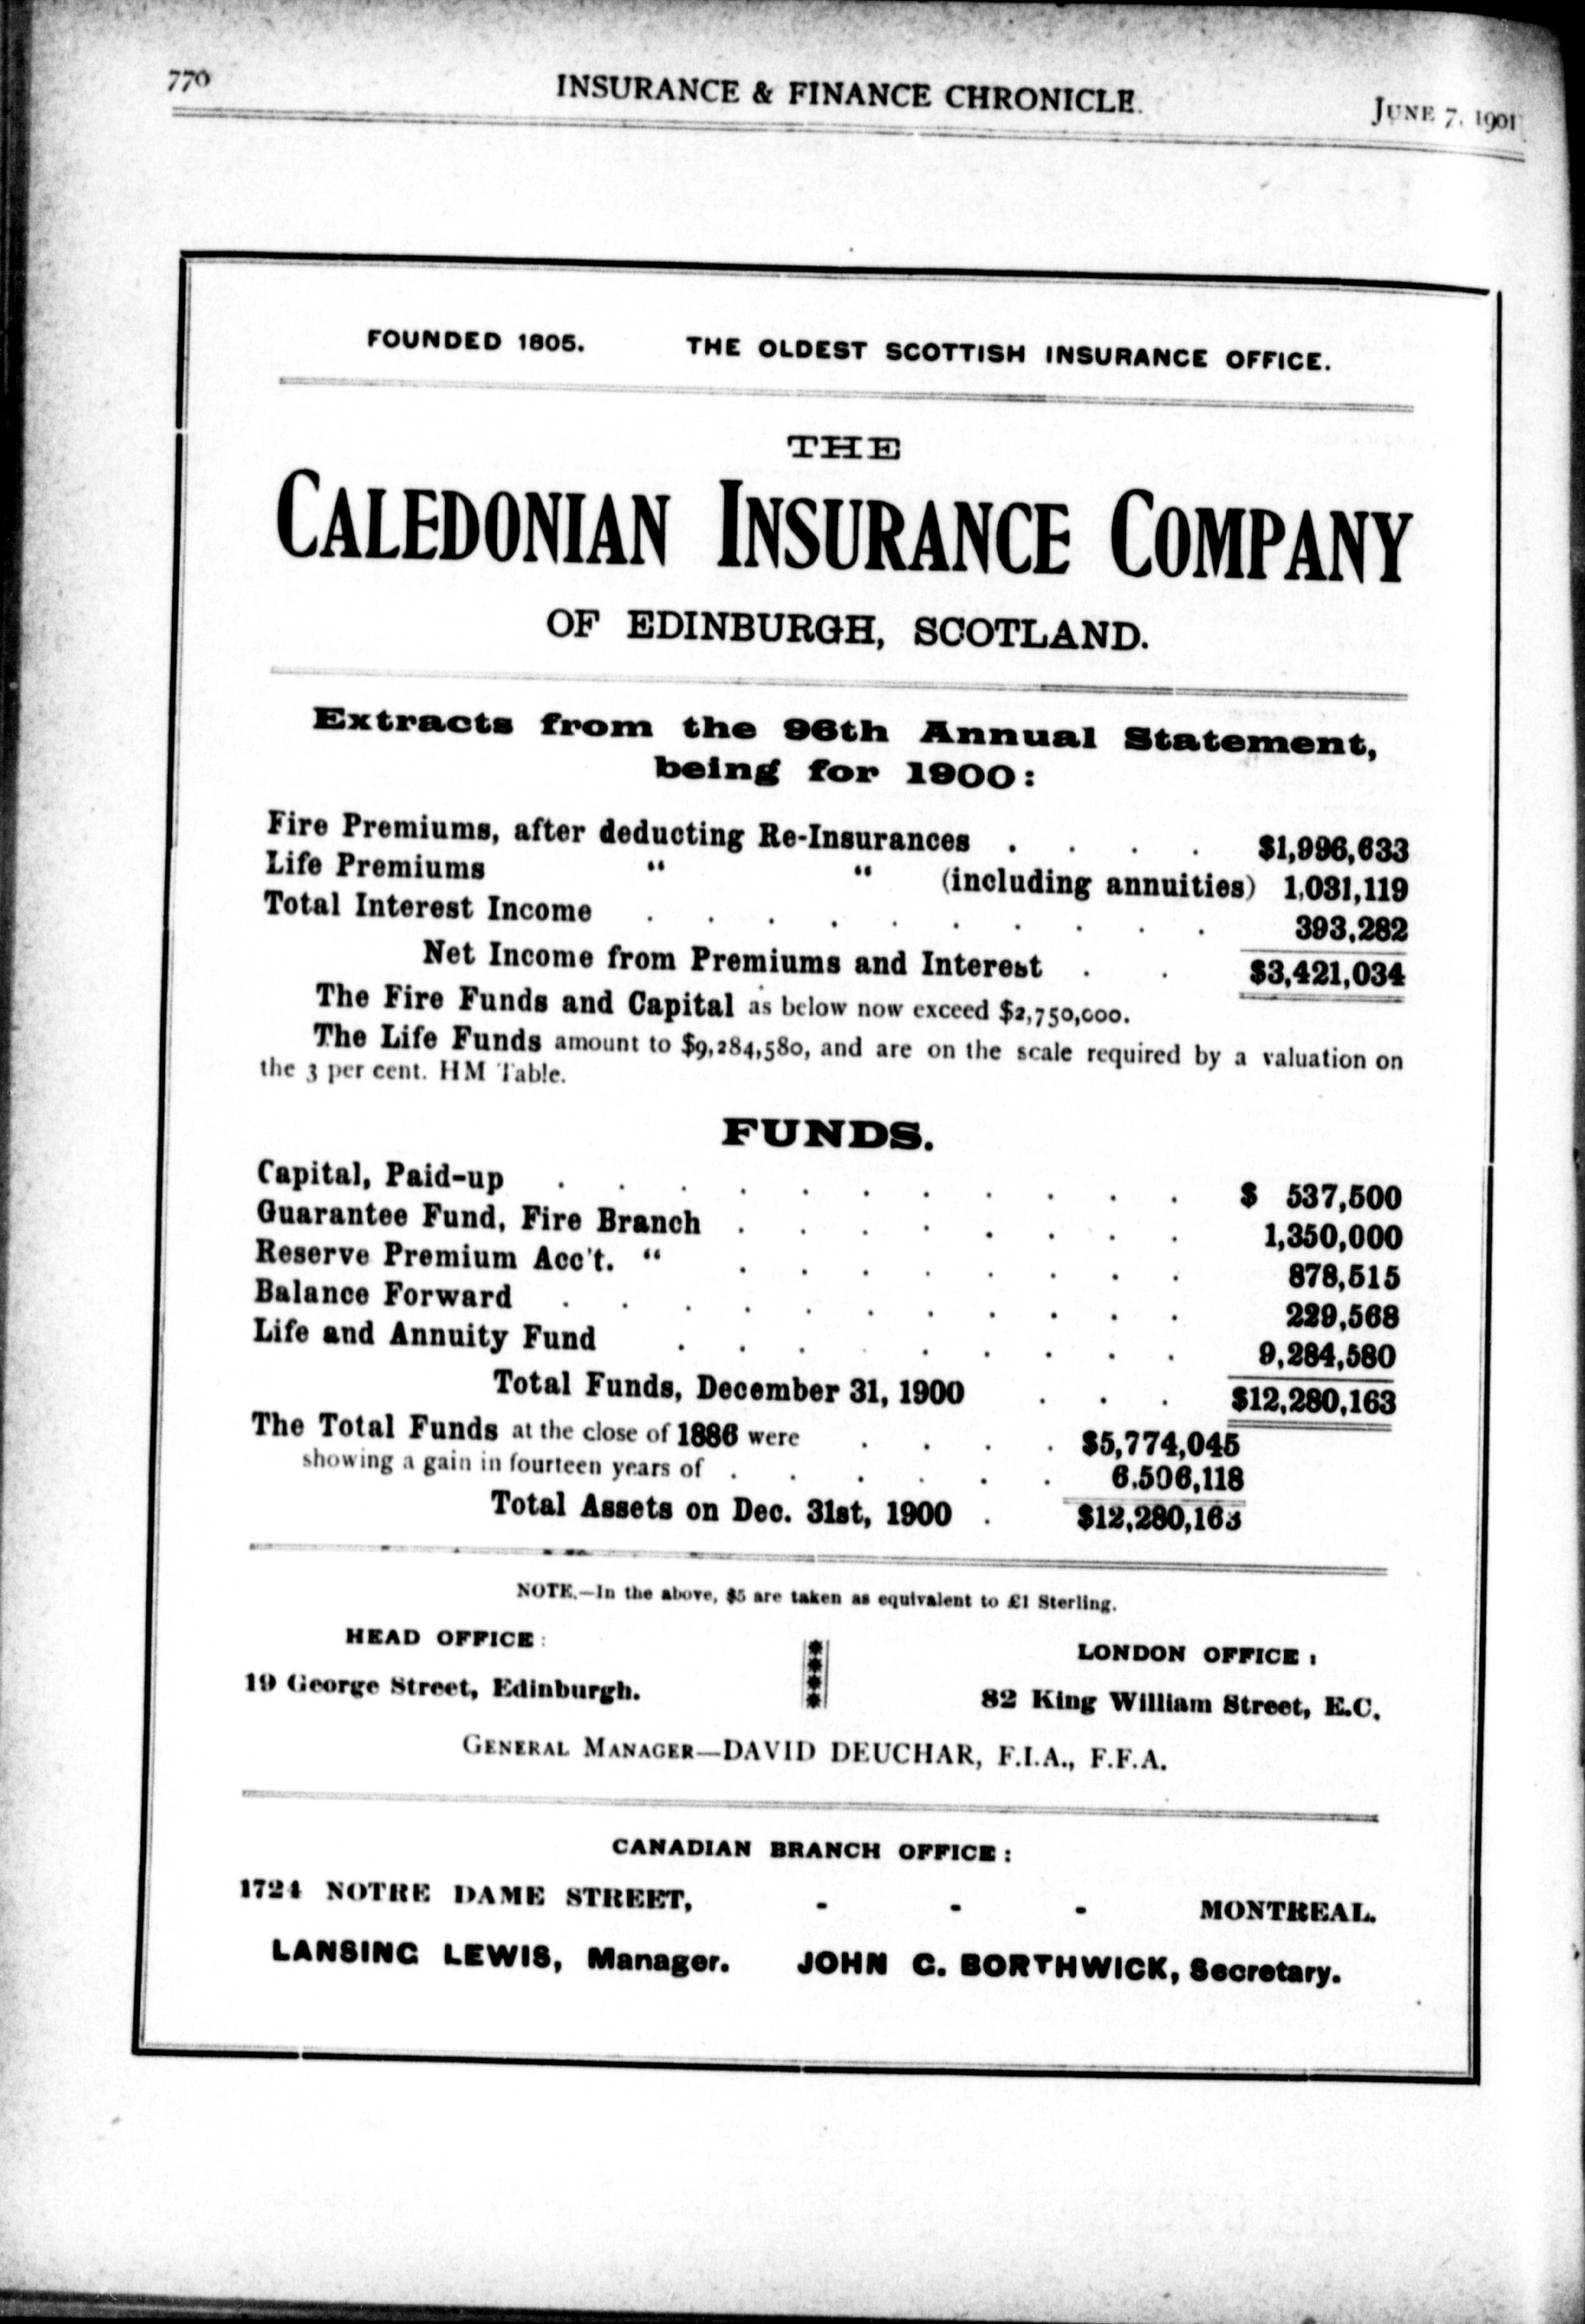 770 INSURANCE & FINANCE CHRONICLE. JUNE 7, 1901
FOUNDED 1805. THE OLDEST SCOTTISH INSURANCE OFFICE.
THE
CALEDONIAN INSURANCE COMPANY
OF EDINBURGH, SCOTLAND.
Extracts from the 96th Annual Statement,
being for 1900:
Fire Premiums, after deducting Re-Insurances . . . . $1,996,633
Life Premiums " " (including annuities) 1,031,119
Total Interest Income . . . . . . . . . . 393,282
Net Income from Premiums and Interest . . $3,421,034
The Fire Funds and Capital as below now exceed $2,750,000.
The Life Funds amount to $9,284,580, and are on the scale required by a valuation on
the 3 per cent. HM Table.
FUNDS.
Capital, Paid-up . . . . . . . . . . . $ 537,500
Guarantee Fund, Fire Branch . . . . . . . . 1,350,000
Reserve Premium Acc't. " . . . . . . . . 878,515
Balance Forward . . . . . . . . . . . 229,568
Life and Annuity Fund . . . . . . . . 9,284,580
Total Funds, December 31, 1900 . . . $12,280,163
The Total Funds at the close of 1886 were . . . . $5,774,045
showing a gain in fourteen years of . . . . . . 6,506,118
Total Assets on Dec. 31st, 1900 . $12,280,163
NOTE.—In the above, $5 are taken as equivalent to £1 Sterling.
HEAD OFFICE: LONDON OFFICE:
19 George Street, Edinburgh. 82 King William Street, E.C.
GENERAL MANAGER—DAVID DEUCHAR, F.I.A., F.F.A.
CANADIAN BRANCH OFFICE:
1724 NOTRE DAME STREET, - - - MONTREAL.
LANSING LEWIS, Manager. JOHN G. BORTHWICK, Secretary.